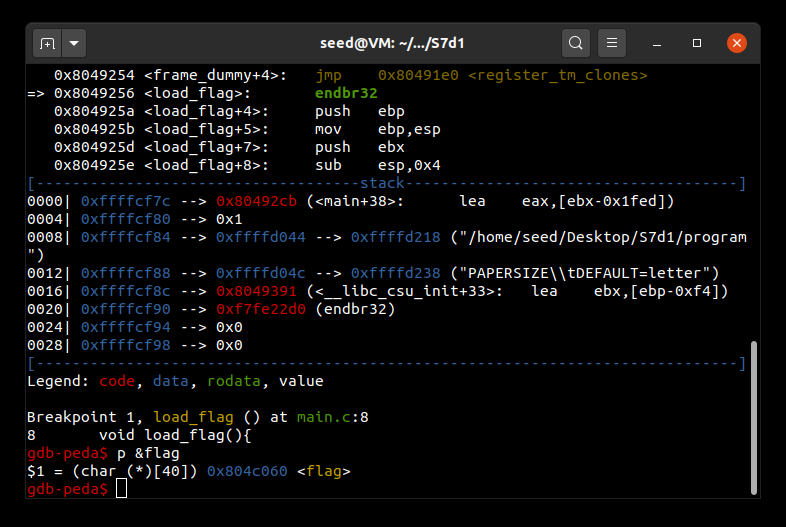 seed@VM: ~/.../S7d1
   0x8049254 <frame_dummy+4>:	jmp    0x80491e0 <register_tm_clones>
=> 0x8049256 <load_flag>:	endbr32
   0x804925a <load_flag+4>:	push   ebp
   0x804925b <load_flag+5>:	mov    ebp,esp
   0x804925d <load_flag+7>:	push   ebx
   0x804925e <load_flag+8>:	sub    esp,0x4
[------------------------------------stack-------------------------------------]
0000| 0xffffcf7c --> 0x80492cb (<main+38>:	lea    eax,[ebx-0x1fed])
0004| 0xffffcf80 --> 0x1
0008| 0xffffcf84 --> 0xffffd044 --> 0xffffd218 ("/home/seed/Desktop/S7d1/program
")
0012| 0xffffcf88 --> 0xffffd04c --> 0xffffd238 ("PAPERSIZE\\tDEFAULT=letter")
0016| 0xffffcf8c --> 0x8049391 (<__libc_csu_init+33>:	lea    ebx,[ebp-0xf4])
0020| 0xffffcf90 --> 0xf7fe22d0 (endbr32)
0024| 0xffffcf94 --> 0x0
0028| 0xffffcf98 --> 0x0
[------------------------------------------------------------------------------]
Legend: code, data, rodata, value
Breakpoint 1, load_flag () at main.c:8
8	void load_flag(){
gdb-peda$ p &flag
$1 = (char (*)[40]) 0x804c060 <flag>
gdb-peda$